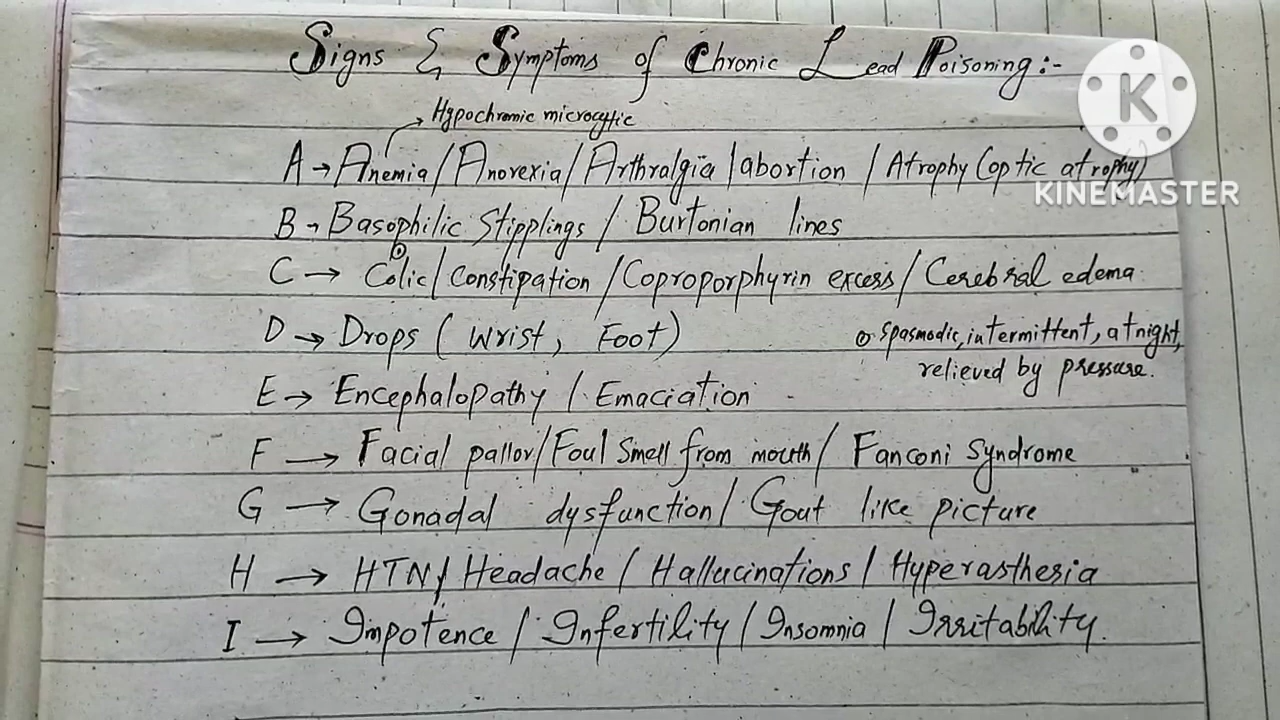 Signs & Symptoms of Chronic Lead Poisoning:-
Hypochromic microcytic
A → Anemia/Anorexia/Arthralgia/abortion/Atrophy (optic atrophy)
K
KINEMASTER
B → Basophilic Stipplings / Burtonian lines
C → Colic/Constipation/Coproporphyrin excess/Cerebral edema
D → Drops (Wrist, Foot)
Spasmodic, intermittent, at night,
relieved by pressure.
E → Encephalopathy / Emaciation
F → Facial pallor/Foul Smell from mouth/ Fanconi Syndrome
G → Gonadal dysfunction/ Gout like picture
H → HTN/Headache/Hallucinations/Hyperasthesia
I → Impotence/Infertility/Insomnia/Irritability.